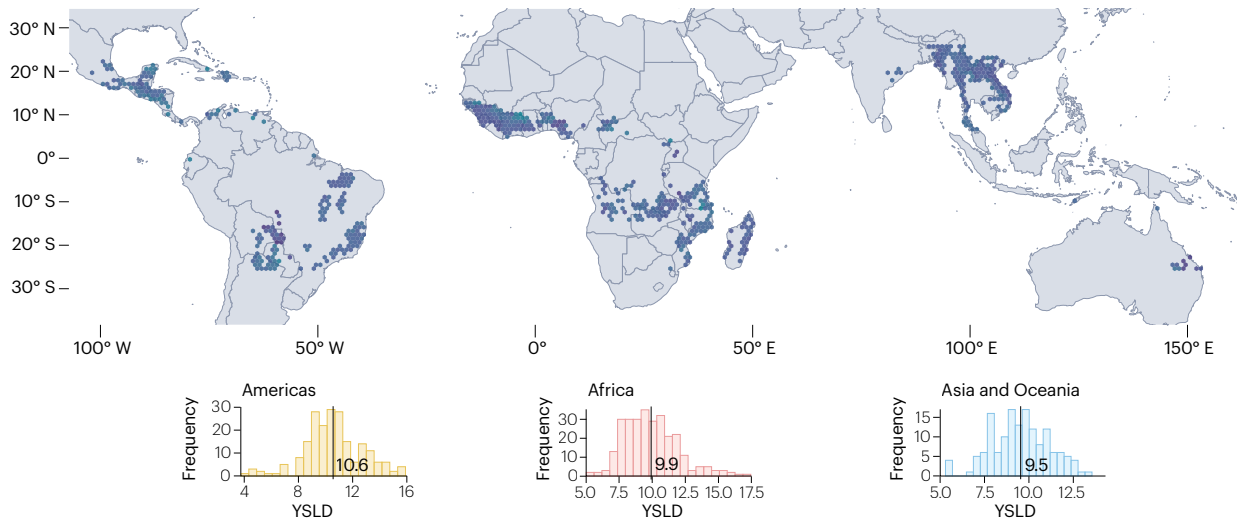 30° N
20° N
10° N
0°
10° S
20° S
30° S
100° W 50° W 0° 50° E 100° E 150° E
Americas
Frequency
30
20
10
0
10.6
4 8 12 16
YSLD
Africa
Frequency
30
20
10
0
9.9
5.0 7.5 10.0 12.5 15.0 17.5
YSLD
Asia and Oceania
Frequency
15
10
5
0
9.5
5.0 7.5 10.0 12.5
YSLD